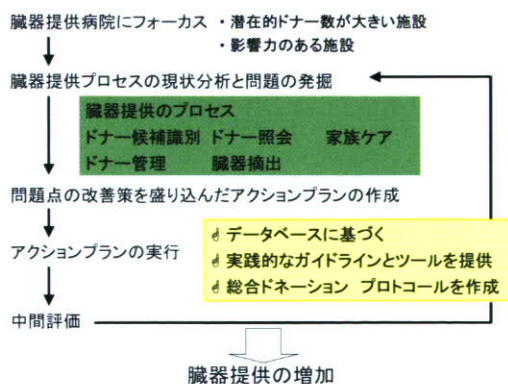 臓器提供病院にフォーカス ・潜在的ドナー数が大きい施設
・影響力のある施設
臓器提供プロセスの現状分析と問題の発掘
臓器提供のプロセス
ドナー候補識別 ドナー照会 家族ケア
ドナー管理 臓器摘出
問題点の改善策を盛り込んだアクションプランの作成
データベースに基づく
アクションプランの実行
実践的なガイドラインとツールを提供
総合ドネーション プロトコールを作成
中間評価
臓器提供の増加